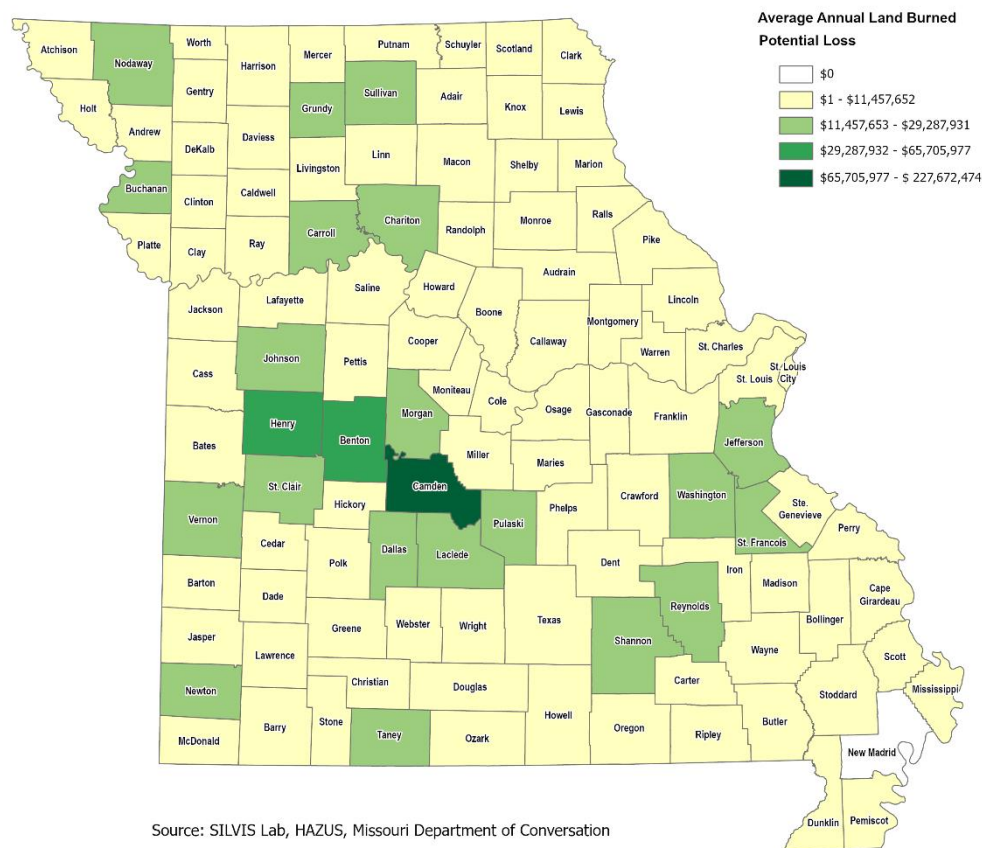 Average Annual Land Burned
Potential Loss
$0
$1 - $11,457,652
$11,457,653 - $29,287,931
$29,287,932 - $65,705,977
$65,705,977 - $ 227,672,474
Atchison
Nodaway
Worth
Harrison
Mercer
Putnam
Schuyler
Scotland
Clark
Holt
Gentry
Grundy
Sullivan
Adair
Knox
Lewis
Andrew
DeKalb
Daviess
Livingston
Linn
Macon
Shelby
Marion
Buchanan
Clinton
Caldwell
Carroll
Chariton
Randolph
Monroe
Ralls
Pike
Platte
Clay
Ray
Saline
Howard
Audrain
Jackson
Lafayette
Boone
Callaway
Montgomery
Lincoln
Cass
Johnson
Pettis
Cooper
Moniteau
Cole
Osage
Gasconade
Warren
St. Charles
St. Louis
St. Louis
City
Franklin
Bates
Henry
Benton
Morgan
Miller
Maries
Jefferson
Vernon
St. Clair
Hickory
Camden
Pulaski
Phelps
Crawford
Washington
Ste.
Genevieve
St. Francois
Perry
Barton
Cedar
Polk
Dallas
Laclede
Dent
Iron
Madison
Cape
Girardeau
Bollinger
Jasper
Dade
Greene
Webster
Wright
Texas
Shannon
Reynolds
Wayne
Scott
Mississippi
Newton
Lawrence
Christian
Douglas
Howell
Carter
Stoddard
McDonald
Barry
Stone
Taney
Ozark
Oregon
Ripley
Butler
New Madrid
Dunklin
Pemiscot
Source: SILVIS Lab, HAZUS, Missouri Department of Conversation